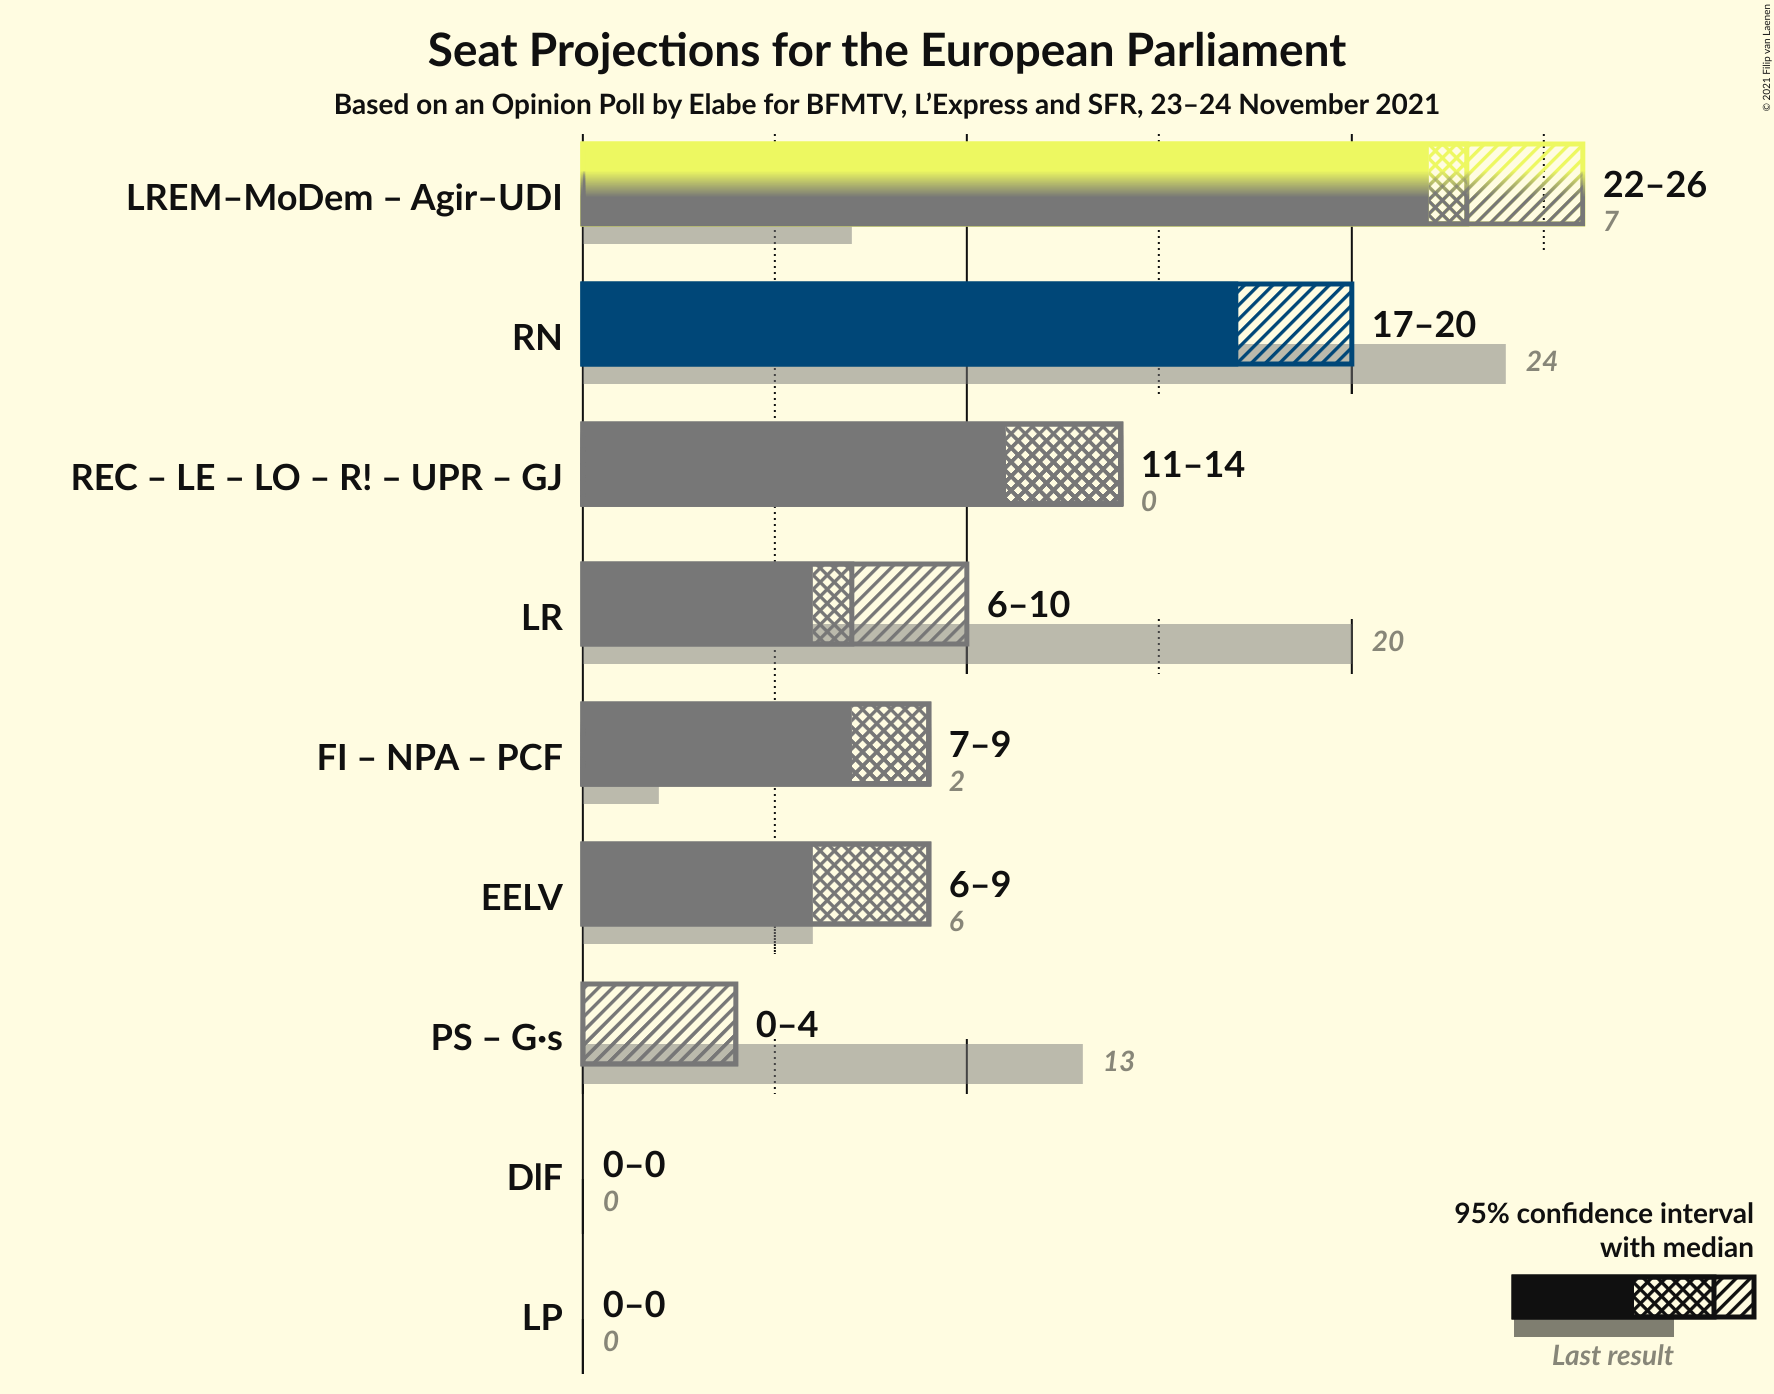 Seat Projections for the European Parliament
Based on an Opinion Poll by Elabe for BFMTV, L’Express and SFR, 23–24 November 2021
© 2021 Filip van Laenen
LREM–MoDem – Agir–UDI
22–26
7
RN
17–20
24
REC – LE – LO – R! – UPR – GJ
11–14
0
LR
6–10
20
FI – NPA – PCF
7–9
2
EELV
6–9
6
PS – G·s
0–4
13
DIF
0–0
0
LP
0–0
0
95% confidence interval
with median
Last result